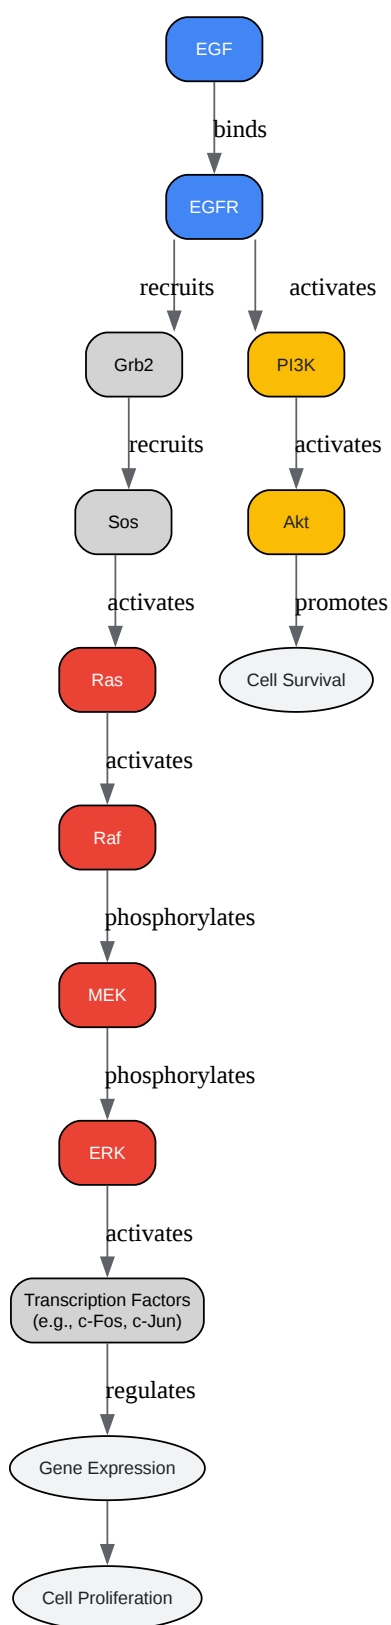 EGF
binds
EGFR
recruits
activates
Grb2
PI3K
recruits
activates
Sos
Akt
activates
promotes
Ras
Cell Survival
activates
Raf
phosphorylates
MEK
phosphorylates
ERK
activates
Transcription Factors
(e.g., c-Fos, c-Jun)
regulates
Gene Expression
Cell Proliferation